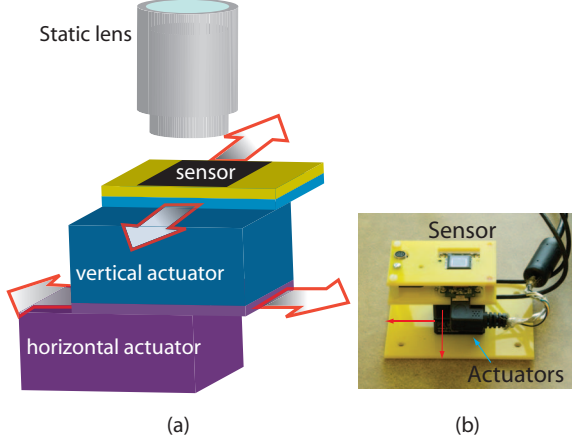 Static lens
sensor
vertical actuator
horizontal actuator
(a)
Sensor
Actuators
(b)